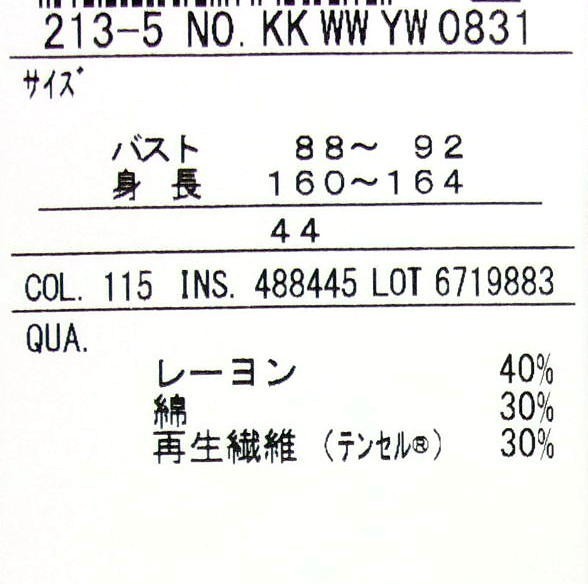 213-5 NO. KK WW YW 0831
サイズ
バスト 88～ 92
身 長 160～164
44
COL. 115 INS. 488445 LOT 6719883
QUA.
レーヨン 40%
綿 30%
再生繊維 (テンセル®) 30%